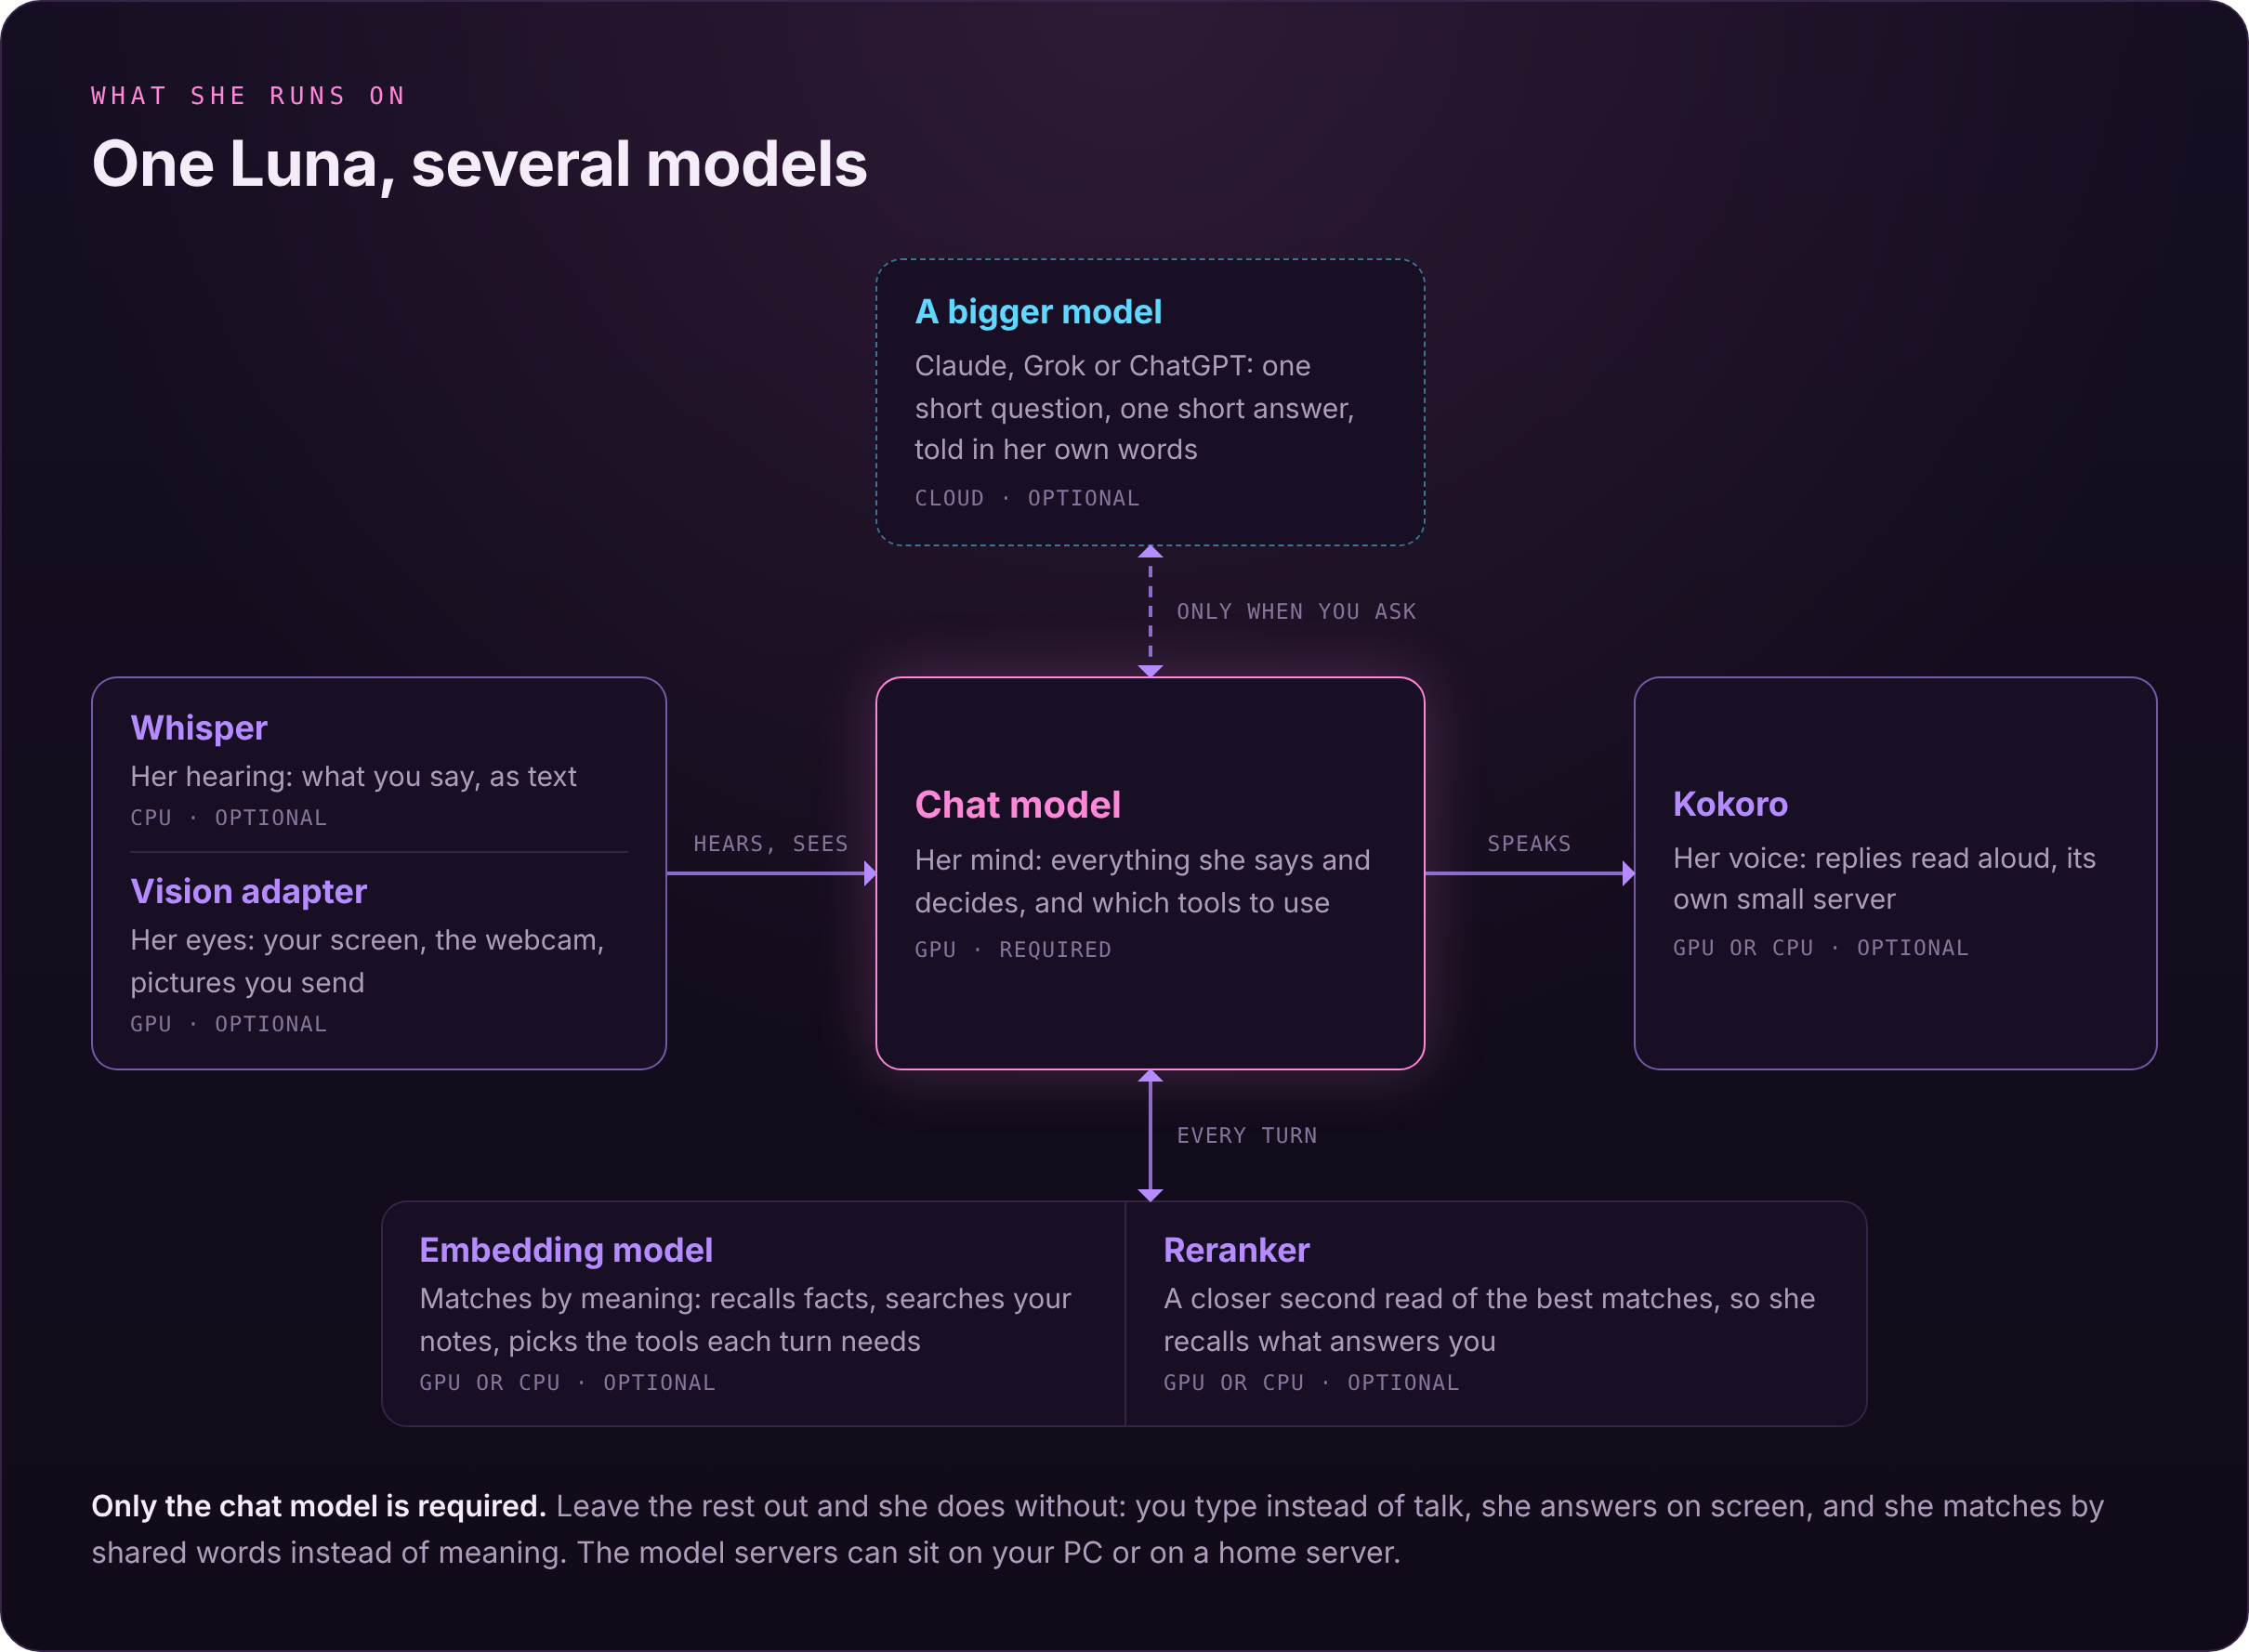 WHAT SHE RUNS ON
One Luna, several models
A bigger model
Claude, Grok or ChatGPT: one
short question, one short answer,
told in her own words
CLOUD · OPTIONAL
ONLY WHEN YOU ASK
Whisper
Her hearing: what you say, as text
CPU · OPTIONAL
Vision adapter
Her eyes: your screen, the webcam,
pictures you send
GPU · OPTIONAL
HEARS, SEES
Chat model
Her mind: everything she says and
decides, and which tools to use
GPU · REQUIRED
SPEAKS
Kokoro
Her voice: replies read aloud, its
own small server
GPU OR CPU · OPTIONAL
EVERY TURN
Embedding model
Matches by meaning: recalls facts, searches your
notes, picks the tools each turn needs
GPU OR CPU · OPTIONAL
Reranker
A closer second read of the best matches, so she
recalls what answers you
GPU OR CPU · OPTIONAL
Only the chat model is required. Leave the rest out and she does without: you type instead of talk, she answers on screen, and she matches by
shared words instead of meaning. The model servers can sit on your PC or on a home server.